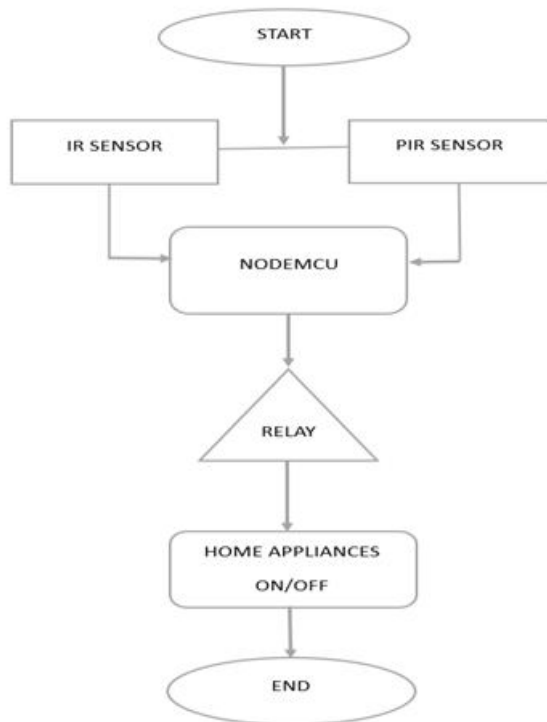 START
IR SENSOR
PIR SENSOR
NODEMCU
RELAY
HOME APPLIANCES
ON/OFF
END